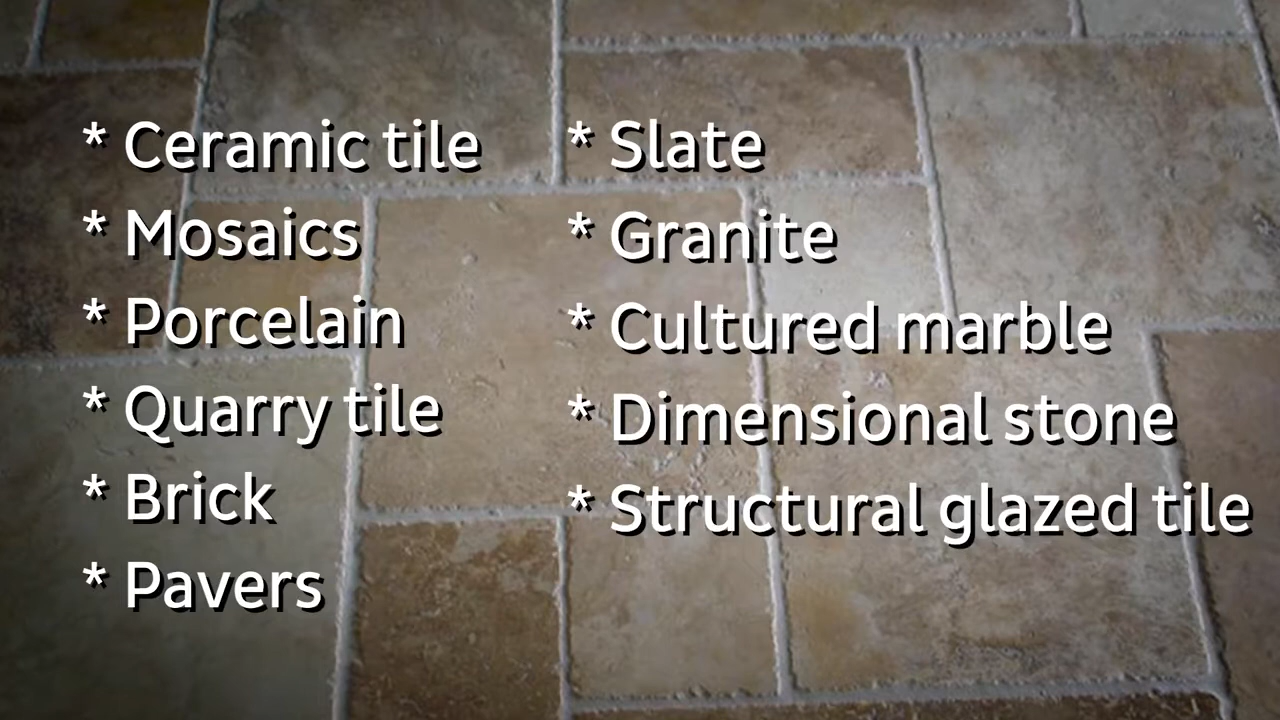 * Ceramic tile
* Mosaics
* Porcelain
* Quarry tile
* Brick
* Pavers
* Slate
* Granite
* Cultured marble
* Dimensional stone
* Structural glazed tile